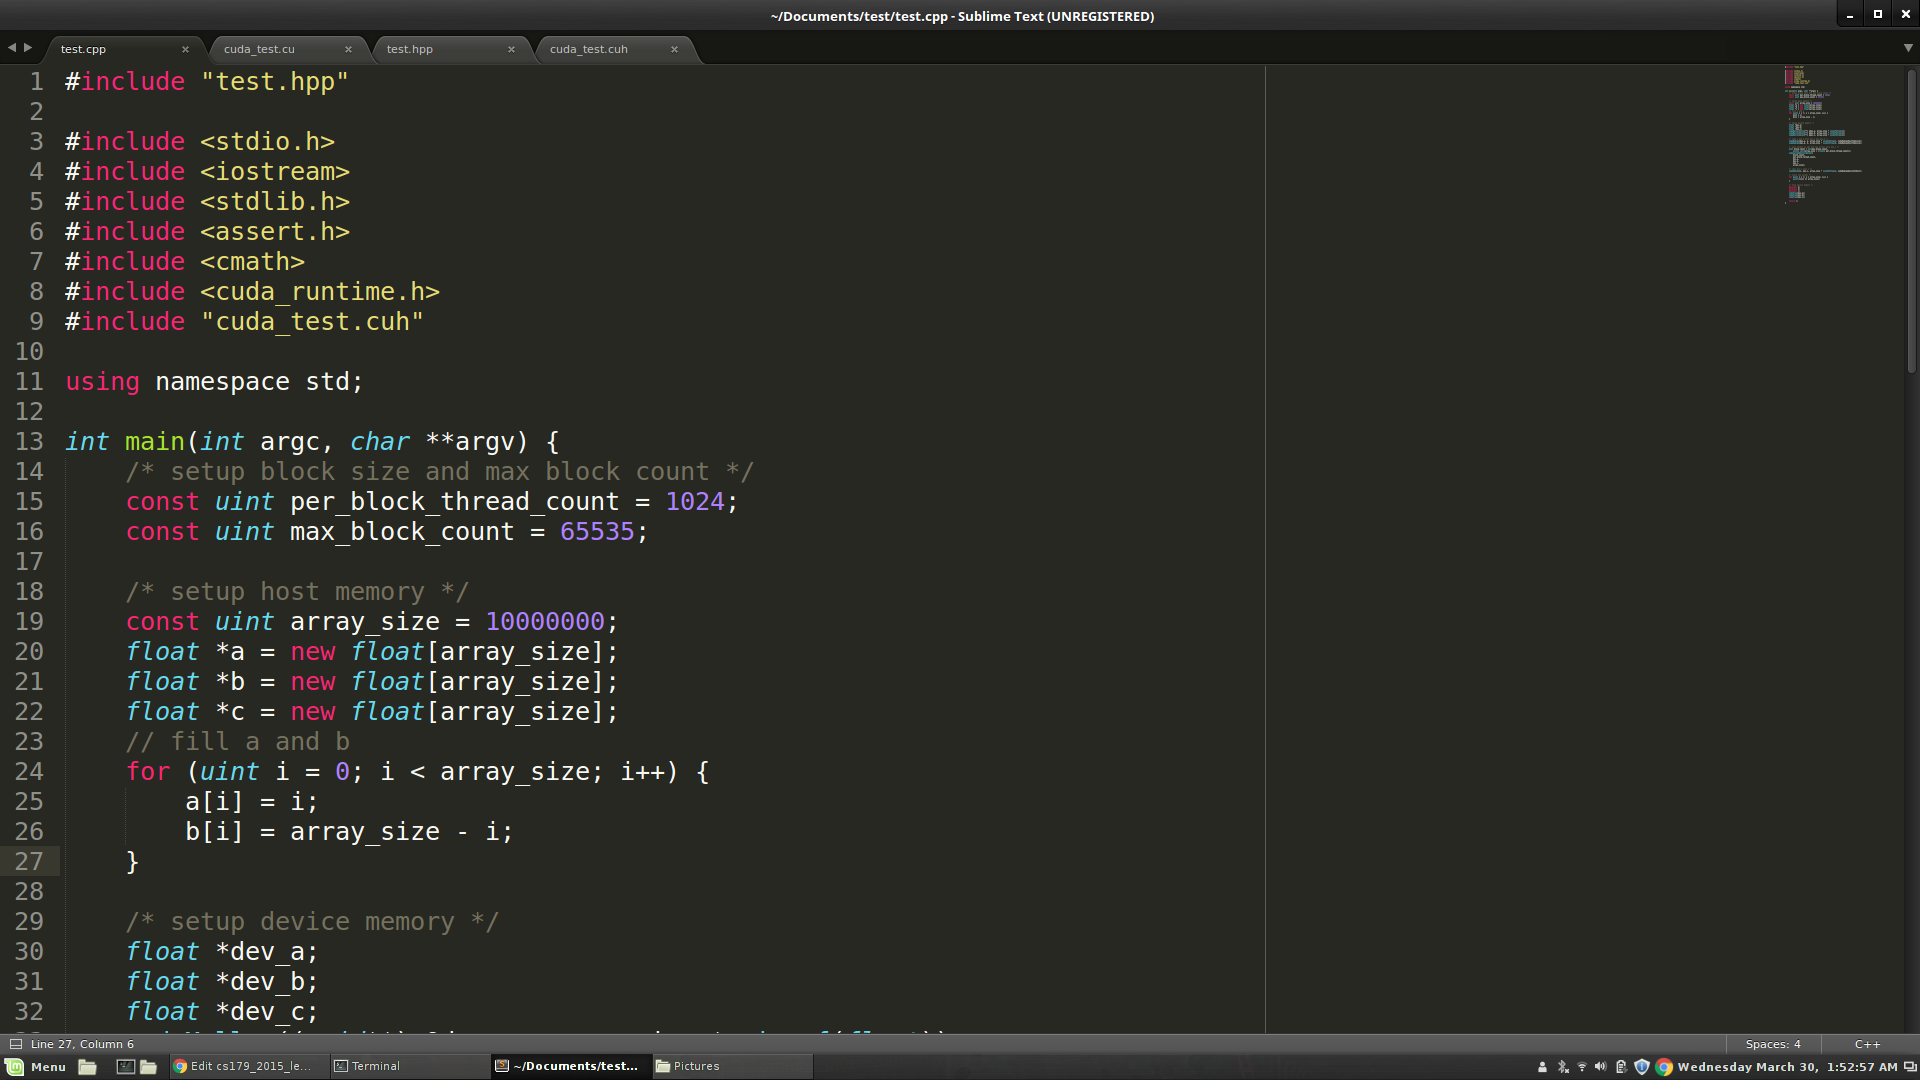 ~/Documents/test/test.cpp - Sublime Text (UNREGISTERED)
test.cpp cuda_test.cu test.hpp cuda_test.cuh
1 #include "test.hpp"
2
3 #include <stdio.h>
4 #include <iostream>
5 #include <stdlib.h>
6 #include <assert.h>
7 #include <cmath>
8 #include <cuda_runtime.h>
9 #include "cuda_test.cuh"
10
11 using namespace std;
12
13 int main(int argc, char **argv) {
14     /* setup block size and max block count */
15     const uint per_block_thread_count = 1024;
16     const uint max_block_count = 65535;
17
18     /* setup host memory */
19     const uint array_size = 10000000;
20     float *a = new float[array_size];
21     float *b = new float[array_size];
22     float *c = new float[array_size];
23     // fill a and b
24     for (uint i = 0; i < array_size; i++) {
25         a[i] = i;
26         b[i] = array_size - i;
27     }
28
29     /* setup device memory */
30     float *dev_a;
31     float *dev_b;
32     float *dev_c;
Line 27, Column 6 Spaces: 4 C++
Menu Edit cs179_2015_le... Terminal ~/Documents/test... Pictures Wednesday March 30, 1:52:57 AM